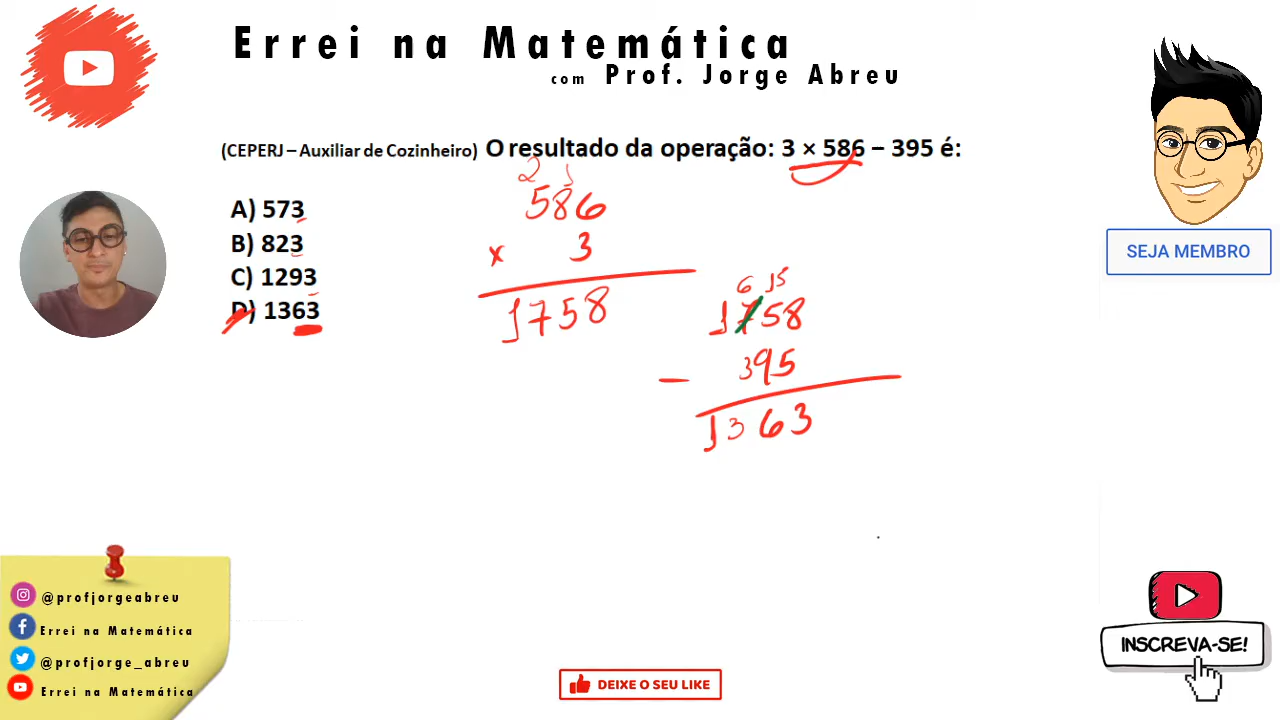 Errei na Matemática
com Prof. Jorge Abreu
(CEPERJ – Auxiliar de Cozinheiro) O resultado da operação: 3 × 586 – 395 é:
A) 573
B) 823
C) 1293
D) 1363
2 1
586
x 3
1758
6 15
1758
395
–
1363
SEJA MEMBRO
@profjorgeabreu
Errei na Matemática
@profjorge_abreu
Errei na Matemática
DEIXE O SEU LIKE
INSCREVA-SE!